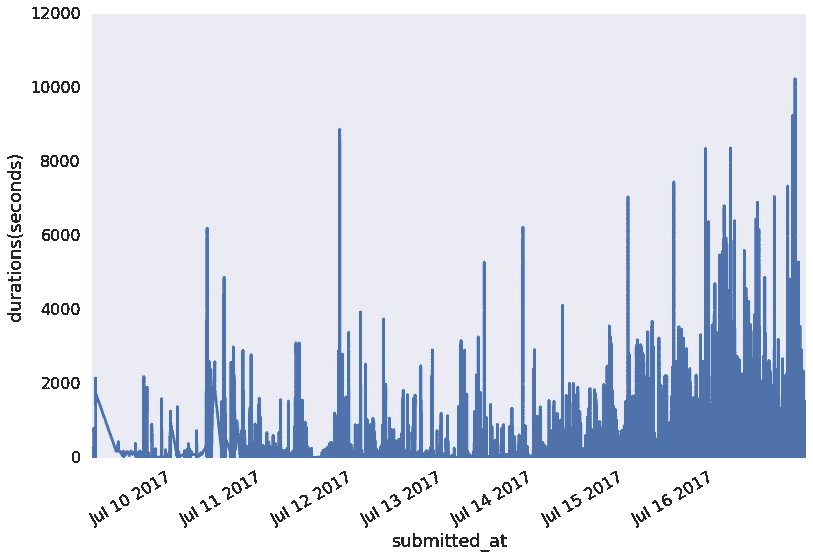 12000
10000
8000
6000
4000
2000
0
durations(seconds)
Jul 10 2017
Jul 11 2017
Jul 12 2017
Jul 13 2017
Jul 14 2017
Jul 15 2017
Jul 16 2017
submitted_at